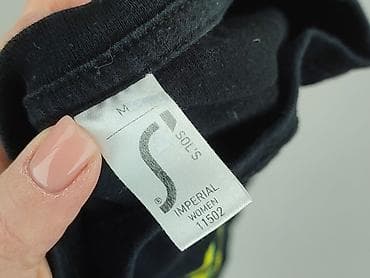 M
S
SOL'S
®
IMPERIAL
WOMEN
11502